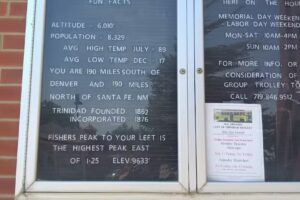 FUN FACTS
ALTITUDE - 6,010'
POPULATION - 8,329
AVG HIGH TEMP JULY - 89
AVG LOW TEMP DEC - 17
YOU ARE 190 MILES SOUTH OF
DENVER AND 190 MILES
NORTH OF SANTA FE, NM
TRINIDAD FOUNDED 1862
INCORPORATED 1876
FISHERS PEAK TO YOUR LEFT IS
THE HIGHEST PEAK EAST
OF I-25 ELEV.9633'
HERE ON THE
MEMORIAL DAY WEEKEN
- LABOR DAY WEEKEND
MON-SAT 10AM-4PM
SUN 10AM 2PM
FOR MORE INFO. OR
CONSIDERATION OF
GROUP TROLLEY TO
CALL 719.846.9512